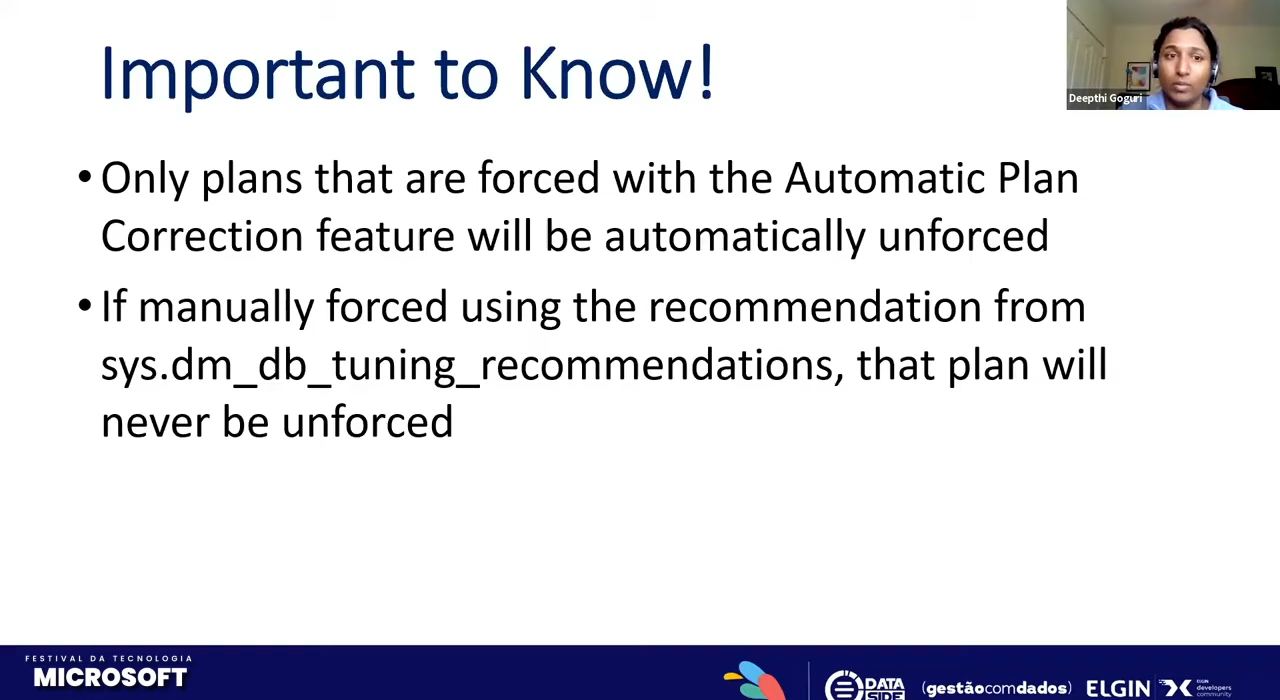 Important to Know!
Deepthi Goguri
• Only plans that are forced with the Automatic Plan
Correction feature will be automatically unforced
• If manually forced using the recommendation from
sys.dm_db_tuning_recommendations, that plan will
never be unforced
FESTIVAL DA TECNOLOGIA
MICROSOFT
DATA
SIDE
(gestãocomdados)
ELGIN
ELGIN
developers
community